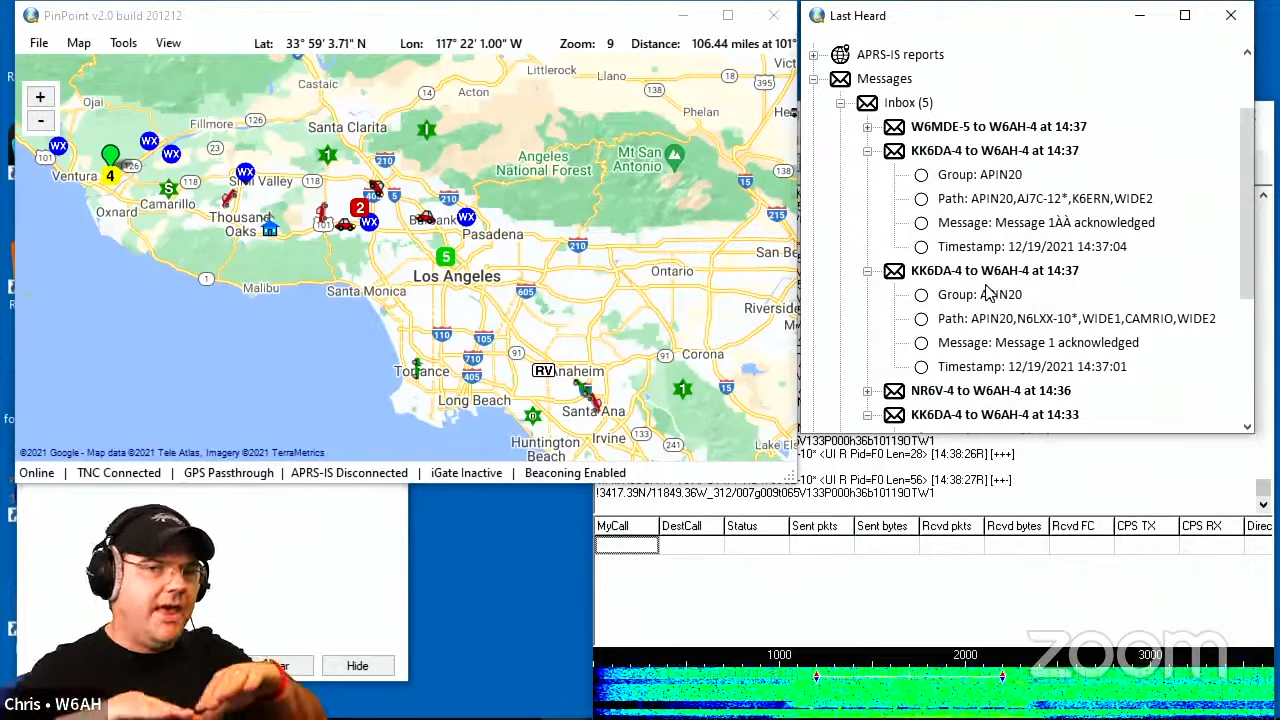 PinPoint v2.0 build 201212
File Map Tools View Lat: 33° 59' 3.71" N Lon: 117° 22' 1.00" W Zoom: 9 Distance: 106.44 miles at 101°
+
-
Littlerock
Llano
Castaic
Acton
Ojai
Phelan
Fillmore
Santa Clarita
Angeles
National Forest
Mt San
Antonio
Ventura
Camarillo
Oxnard
Thousand
Oaks
Pasadena
Los Angeles
Ontario
Malibu
Santa Monica
Riverside
Corona
Torrance
RV
Anaheim
Santa Ana
Long Beach
Irvine
Huntington
Beach
Lake Els
©2021 Google - Map data ©2021 Tele Atlas, Imagery ©2021 TerraMetrics
Online TNC Connected GPS Passthrough APRS-IS Disconnected iGate Inactive Beaconing Enabled
Last Heard
APRS-IS reports
Messages
Inbox (5)
W6MDE-5 to W6AH-4 at 14:37
KK6DA-4 to W6AH-4 at 14:37
Group: APIN20
Path: APIN20,AJ7C-12*,K6ERN,WIDE2
Message: Message 1ÀÀ acknowledged
Timestamp: 12/19/2021 14:37:04
KK6DA-4 to W6AH-4 at 14:37
Group: APIN20
Path: APIN20,N6LXX-10*,WIDE1,CAMRIO,WIDE2
Message: Message 1 acknowledged
Timestamp: 12/19/2021 14:37:01
NR6V-4 to W6AH-4 at 14:36
KK6DA-4 to W6AH-4 at 14:33
V133P000h36b10119OTW1
-10* <UI R Pid=F0 Len=28> [14:38:26R] [+++]
-10* <UI R Pid=F0 Len=56> [14:38:27R] [++-]
!3417.39N/11849.36W_312/007g009t065V133P000h36b10119OTW1
MyCall DestCall Status Sent pkts Sent bytes Rcvd pkts Rcvd bytes Rcvd FC CPS TX CPS RX Direc
Hide
1000 2000 3000
zoom
Chris • W6AH